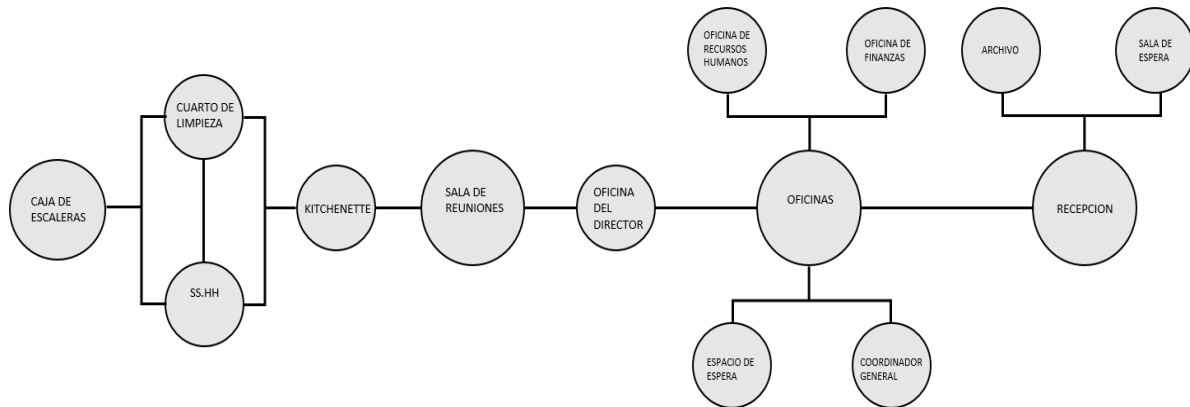 OFICINA DE
RECURSOS
HUMANOS
OFICINA DE
FINANZAS
ARCHIVO
SALA DE
ESPERA
CUARTO DE
LIMPIEZA
CAJA DE
ESCALERAS
KITCHENETTE
SALA DE
REUNIONES
OFICINA
DEL
DIRECTOR
OFICINAS
RECEPCION
SS.HH
ESPACIO DE
ESPERA
COORDINADOR
GENERAL